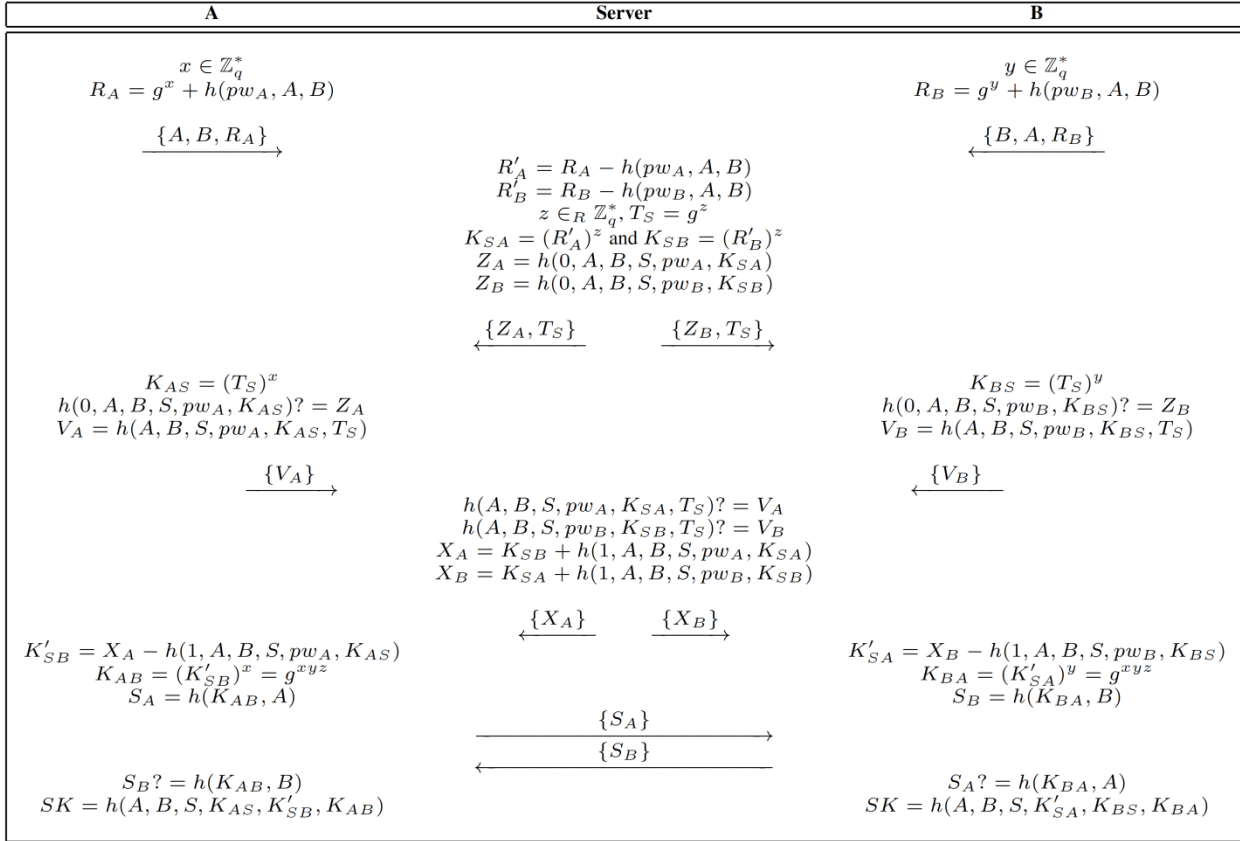 A Server B
x ∈ ℤ*_q y ∈ ℤ*_q
R_A = g^x + h(pw_A, A, B) R_B = g^y + h(pw_B, A, B)
{A, B, R_A} {B, A, R_B}
R'_A = R_A − h(pw_A, A, B)
R'_B = R_B − h(pw_B, A, B)
z ∈_R ℤ*_q, T_S = g^z
K_SA = (R'_A)^z and K_SB = (R'_B)^z
Z_A = h(0, A, B, S, pw_A, K_SA)
Z_B = h(0, A, B, S, pw_B, K_SB)
{Z_A, T_S} {Z_B, T_S}
K_AS = (T_S)^x K_BS = (T_S)^y
h(0, A, B, S, pw_A, K_AS)? = Z_A h(0, A, B, S, pw_B, K_BS)? = Z_B
V_A = h(A, B, S, pw_A, K_AS, T_S) V_B = h(A, B, S, pw_B, K_BS, T_S)
{V_A} {V_B}
h(A, B, S, pw_A, K_SA, T_S)? = V_A
h(A, B, S, pw_B, K_SB, T_S)? = V_B
X_A = K_SB + h(1, A, B, S, pw_A, K_SA)
X_B = K_SA + h(1, A, B, S, pw_B, K_SB)
{X_A} {X_B}
K'_SB = X_A − h(1, A, B, S, pw_A, K_AS) K'_SA = X_B − h(1, A, B, S, pw_B, K_BS)
K_AB = (K'_SB)^x = g^xyz K_BA = (K'_SA)^y = g^xyz
S_A = h(K_AB, A) S_B = h(K_BA, B)
{S_A}
{S_B}
S_B? = h(K_AB, B) S_A? = h(K_BA, A)
SK = h(A, B, S, K_AS, K'_SB, K_AB) SK = h(A, B, S, K'_SA, K_BS, K_BA)